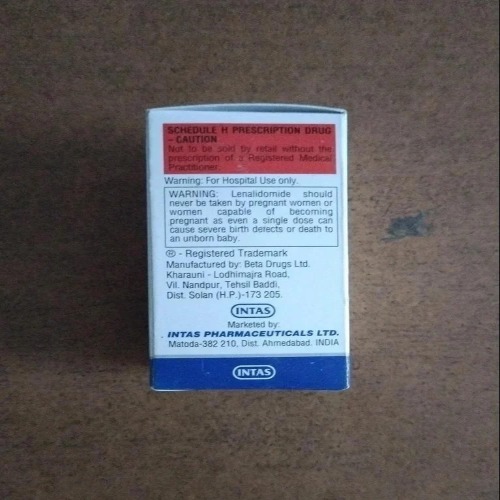 SCHEDULE H PRESCRIPTION DRUG
- CAUTION
Not to be sold by retail without the
prescription of a Registered Medical
Practitioner.
Warning: For Hospital Use only.
WARNING: Lenalidomide should
never be taken by pregnant women or
women capable of becoming
pregnant as even a single dose can
cause severe birth defects or death to
an unborn baby.
® - Registered Trademark
Manufactured by: Beta Drugs Ltd.
Kharauni - Lodhimajra Road,
Vill. Nandpur, Tehsil Baddi,
Dist. Solan (H.P.)-173 205.
INTAS
Marketed by
INTAS PHARMACEUTICALS LTD.
Matoda-382 210, Dist. Ahmedabad. INDIA
INTAS